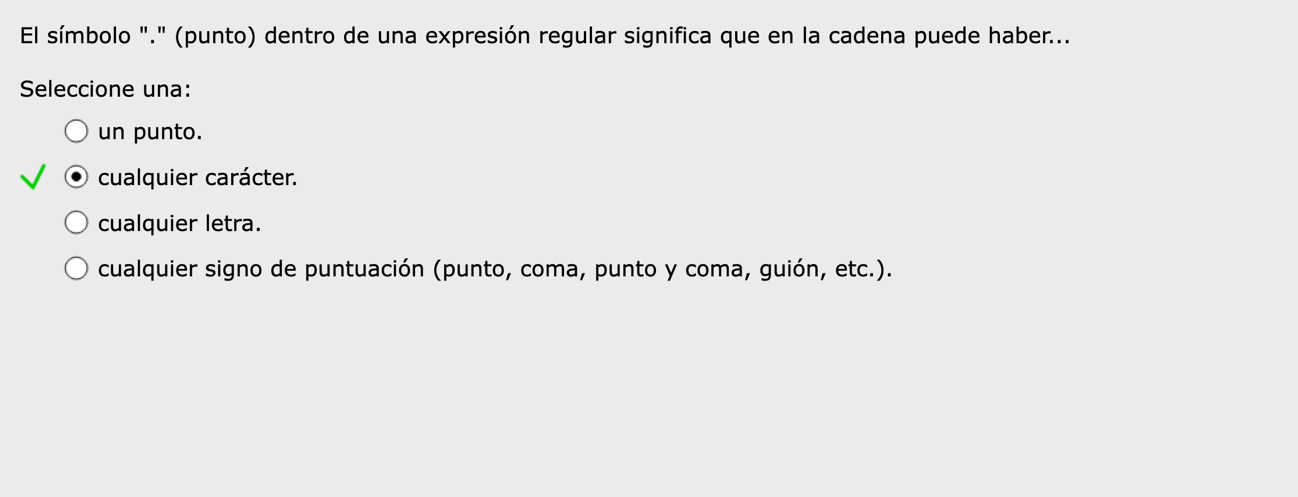 El símbolo "." (punto) dentro de una expresión regular significa que en la cadena puede haber...
Seleccione una:
un punto.
cualquier carácter.
cualquier letra.
cualquier signo de puntuación (punto, coma, punto y coma, guión, etc.).